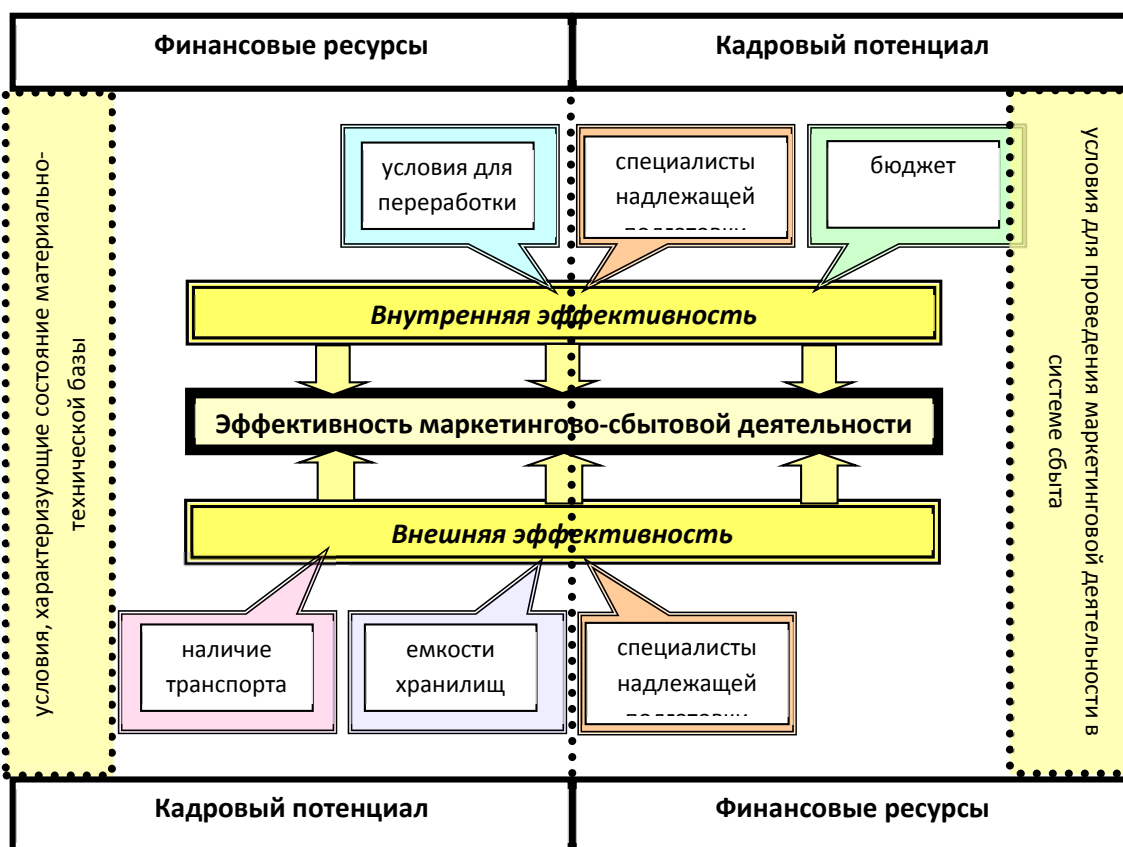 Финансовые ресурсы
Кадровый потенциал
условия, характеризующие состояние материально-
технической базы
условия для
переработки
специалисты
надлежащей
подготовки
бюджет
условия для проведения маркетинговой деятельности в
системе сбыта
Внутренняя эффективность
Эффективность маркетингово-сбытовой деятельности
Внешняя эффективность
наличие
транспорта
емкости
хранилищ
специалисты
надлежащей
подготовки
Кадровый потенциал
Финансовые ресурсы